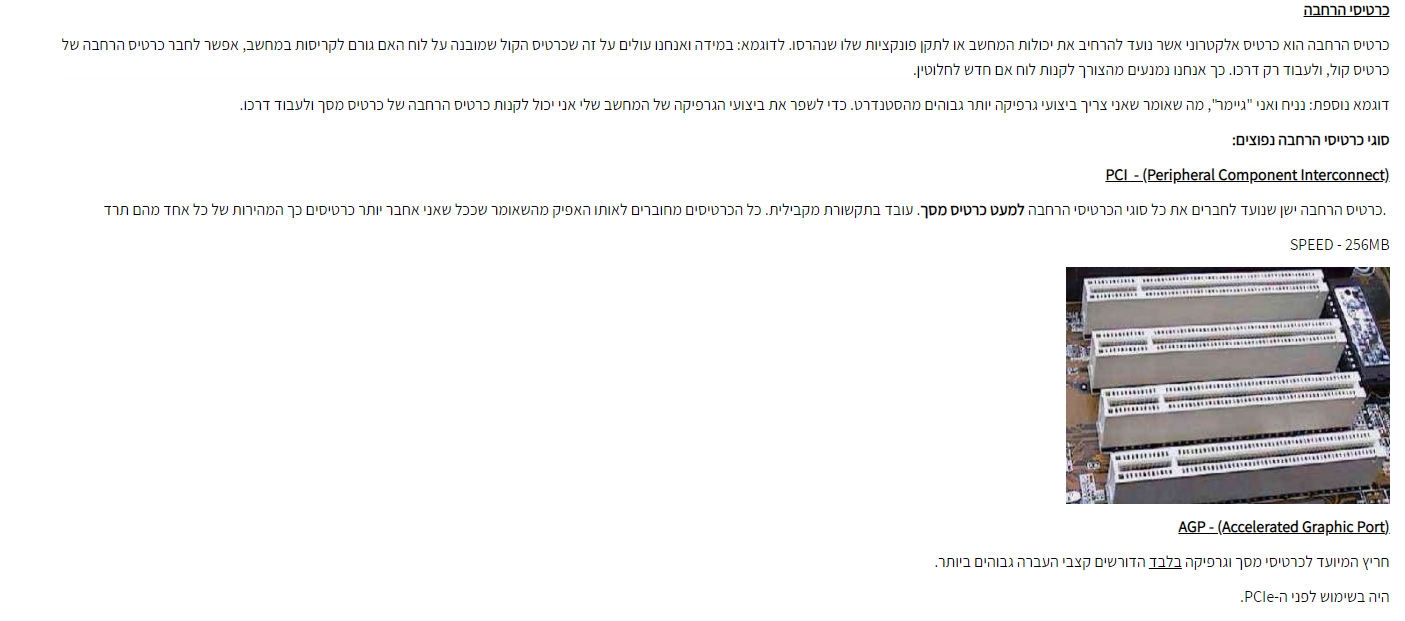 כרטיסי הרחבה
כרטיס הרחבה הוא כרטיס אלקטרוני אשר נועד להרחיב את יכולות המחשב או לתקן פונקציות שלו שנהרסו. לדוגמא: במידה ואנחנו עולים על זה שכרטיס הקול שמובנה על לוח האם גורם לקריסות במחשב, אפשר לחבר כרטיס הרחבה של
כרטיס קול, ולעבוד רק דרכו. כך אנחנו נמנעים מהצורך לקנות לוח אם חדש לחלוטין.
דוגמא נוספת: נניח ואני "גיימר", מה שאומר שאני צריך ביצועי גרפיקה יותר גבוהים מהסטנדרט. כדי לשפר את ביצועי הגרפיקה של המחשב שלי אני יכול לקנות כרטיס הרחבה של כרטיס מסך ולעבוד דרכו.
סוגי כרטיסי הרחבה נפוצים:
PCI - (Peripheral Component Interconnect)
.כרטיס הרחבה ישן שנועד לחברים את כל סוגי הכרטיסי הרחבה למעט כרטיס מסך. עובד בתקשורת מקבילית. כל הכרטיסים מחוברים לאותו האפיק מהשאומר שככל שאני אחבר יותר כרטיסים כך המהירות של כל אחד מהם תרד
SPEED - 256MB
AGP - (Accelerated Graphic Port)
חריץ המיועד לכרטיסי מסך וגרפיקה בלבד הדורשים קצבי העברה גבוהים ביותר.
היה בשימוש לפני ה-PCIe.